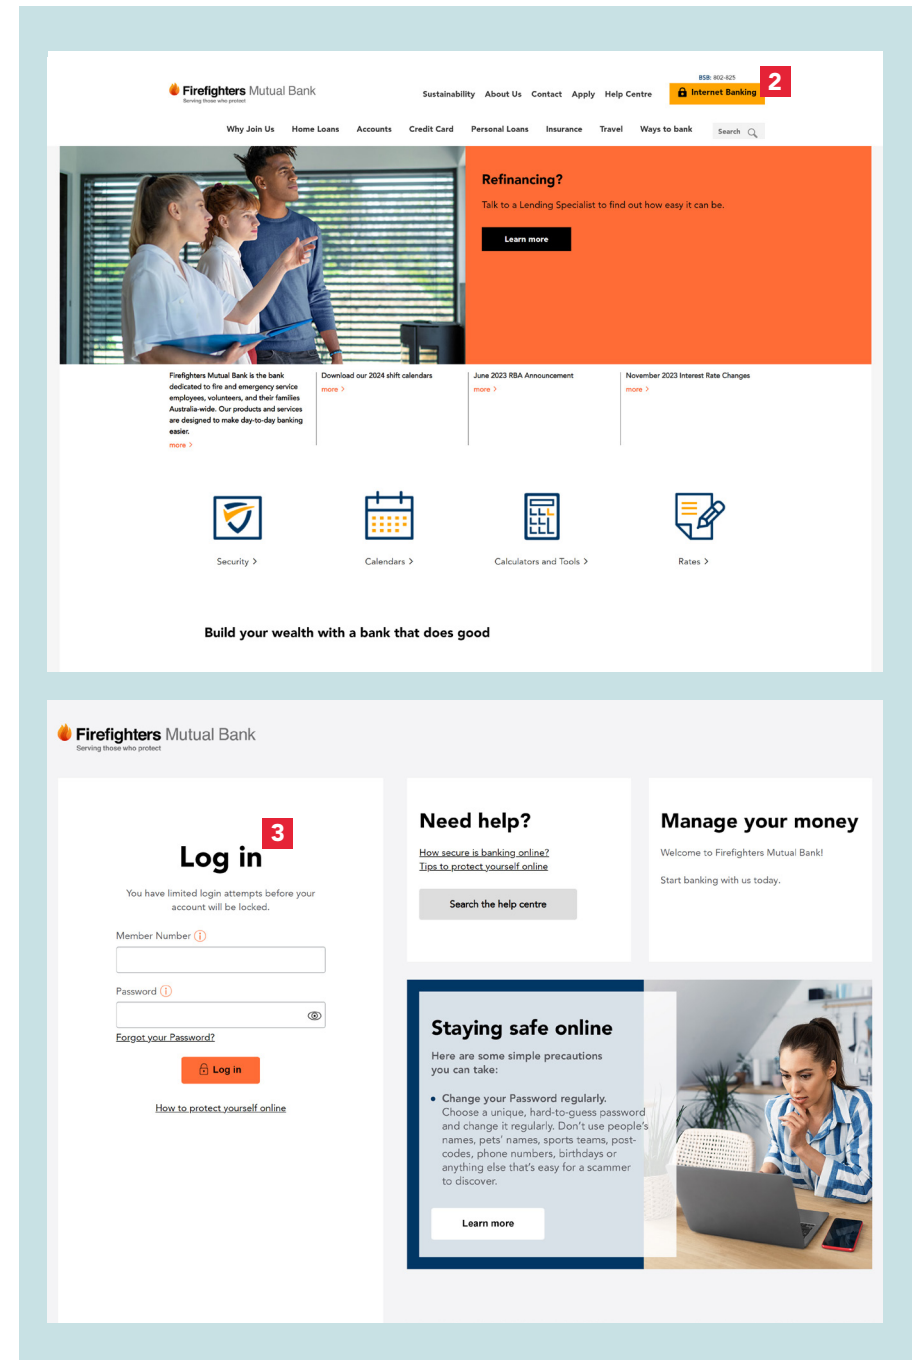 BSB: 802-825
2
Firefighters Mutual Bank
Serving those who protect
Sustainability About Us Contact Apply Help Centre
Internet Banking
Why Join Us Home Loans Accounts Credit Card Personal Loans Insurance Travel Ways to bank
Search
Refinancing?
Talk to a Lending Specialist to find out how easy it can be.
Learn more
Firefighters Mutual Bank is the bank
dedicated to fire and emergency service
employees, volunteers, and their families
Australia-wide. Our products and services
are designed to make day-to-day banking
easier.
more >
Download our 2024 shift calendars
more >
June 2023 RBA Announcement
more >
November 2023 Interest Rate Changes
more >
Security >
Calendars >
Calculators and Tools >
Rates >
Build your wealth with a bank that does good
Firefighters Mutual Bank
Serving those who protect
3
Log in
You have limited login attempts before your
account will be locked.
Member Number
Password
Forgot your Password?
Log in
How to protect yourself online
Need help?
How secure is banking online?
Tips to protect yourself online
Search the help centre
Manage your money
Welcome to Firefighters Mutual Bank!
Start banking with us today.
Staying safe online
Here are some simple precautions
you can take:
• Change your Password regularly.
Choose a unique, hard-to-guess password
and change it regularly. Don't use people's
names, pets' names, sports teams, post-
codes, phone numbers, birthdays or
anything else that's easy for a scammer
to discover.
Learn more